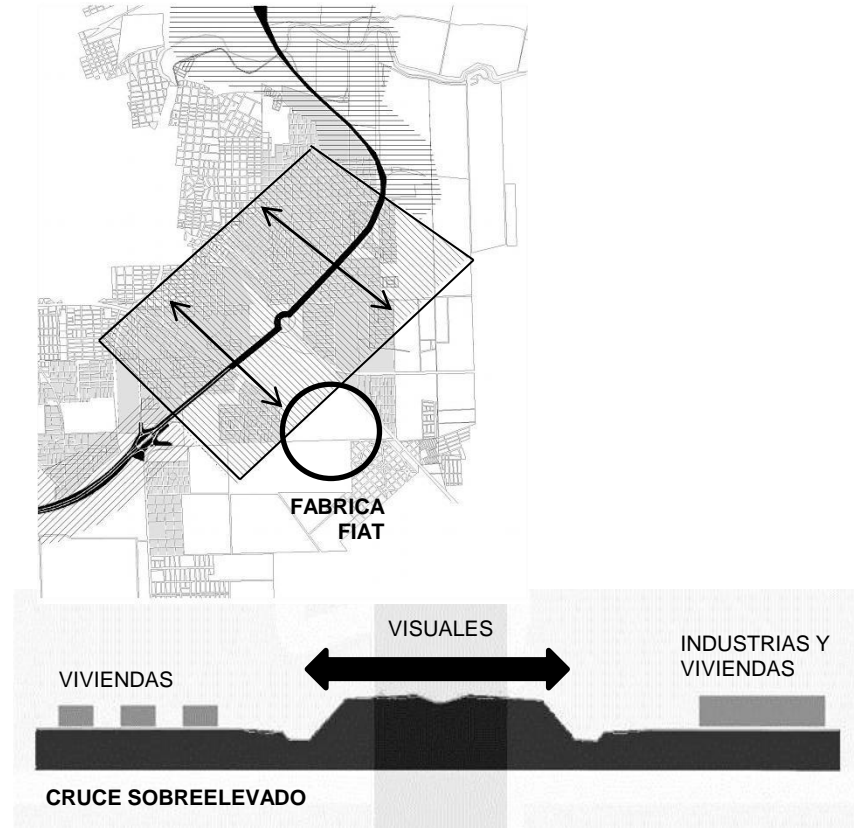 FABRICA
FIAT
VISUALES
INDUSTRIAS Y
VIVIENDAS
VIVIENDAS
CRUCE SOBREELEVADO